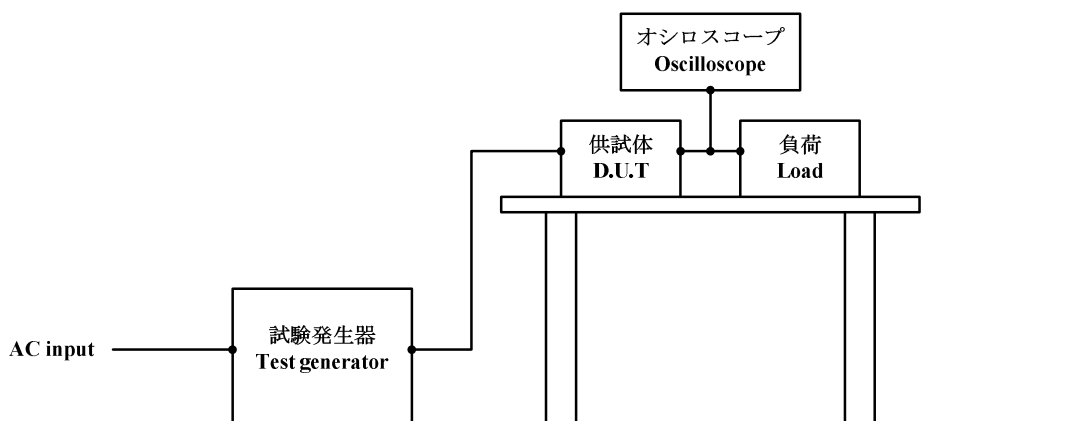 オシロスコープ
Oscilloscope
供試体
D.U.T
負荷
Load
試験発生器
Test generator
AC input